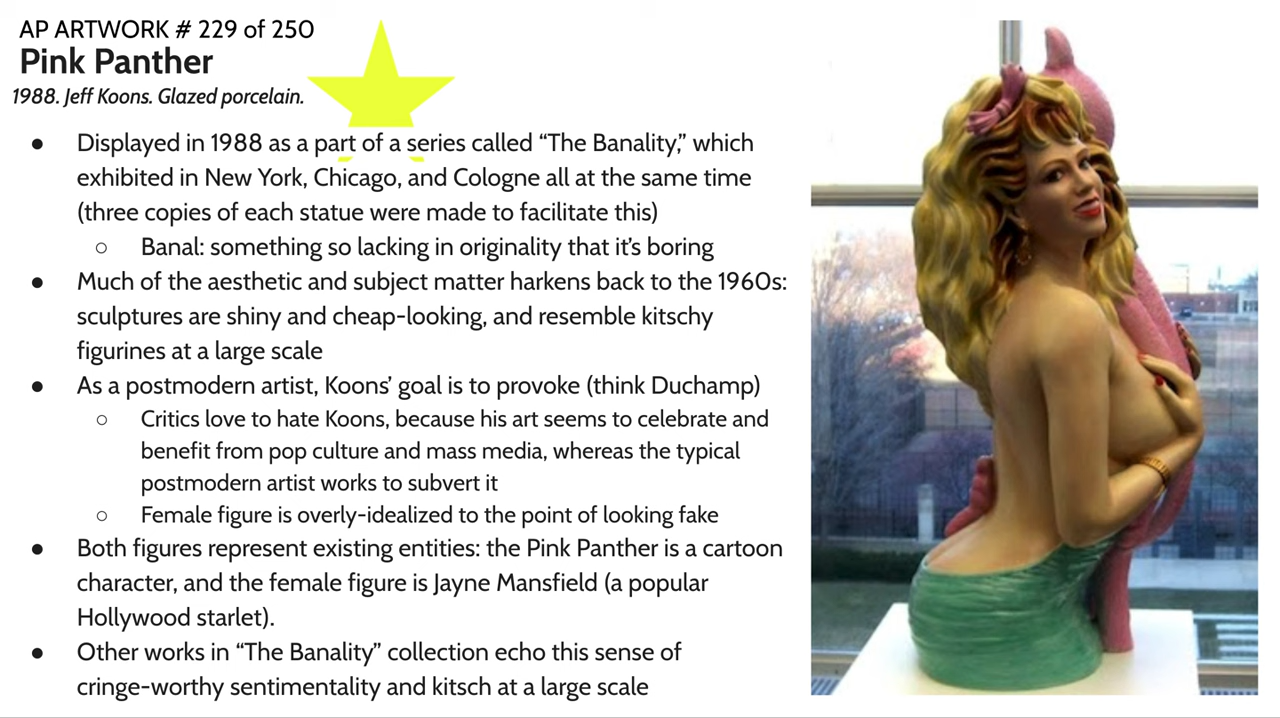 AP ARTWORK # 229 of 250
Pink Panther
1988. Jeff Koons. Glazed porcelain.
● Displayed in 1988 as a part of a series called “The Banality,” which
exhibited in New York, Chicago, and Cologne all at the same time
(three copies of each statue were made to facilitate this)
○ Banal: something so lacking in originality that it’s boring
● Much of the aesthetic and subject matter harkens back to the 1960s:
sculptures are shiny and cheap-looking, and resemble kitschy
figurines at a large scale
● As a postmodern artist, Koons’ goal is to provoke (think Duchamp)
○ Critics love to hate Koons, because his art seems to celebrate and
benefit from pop culture and mass media, whereas the typical
postmodern artist works to subvert it
○ Female figure is overly-idealized to the point of looking fake
● Both figures represent existing entities: the Pink Panther is a cartoon
character, and the female figure is Jayne Mansfield (a popular
Hollywood starlet).
● Other works in “The Banality” collection echo this sense of
cringe-worthy sentimentality and kitsch at a large scale